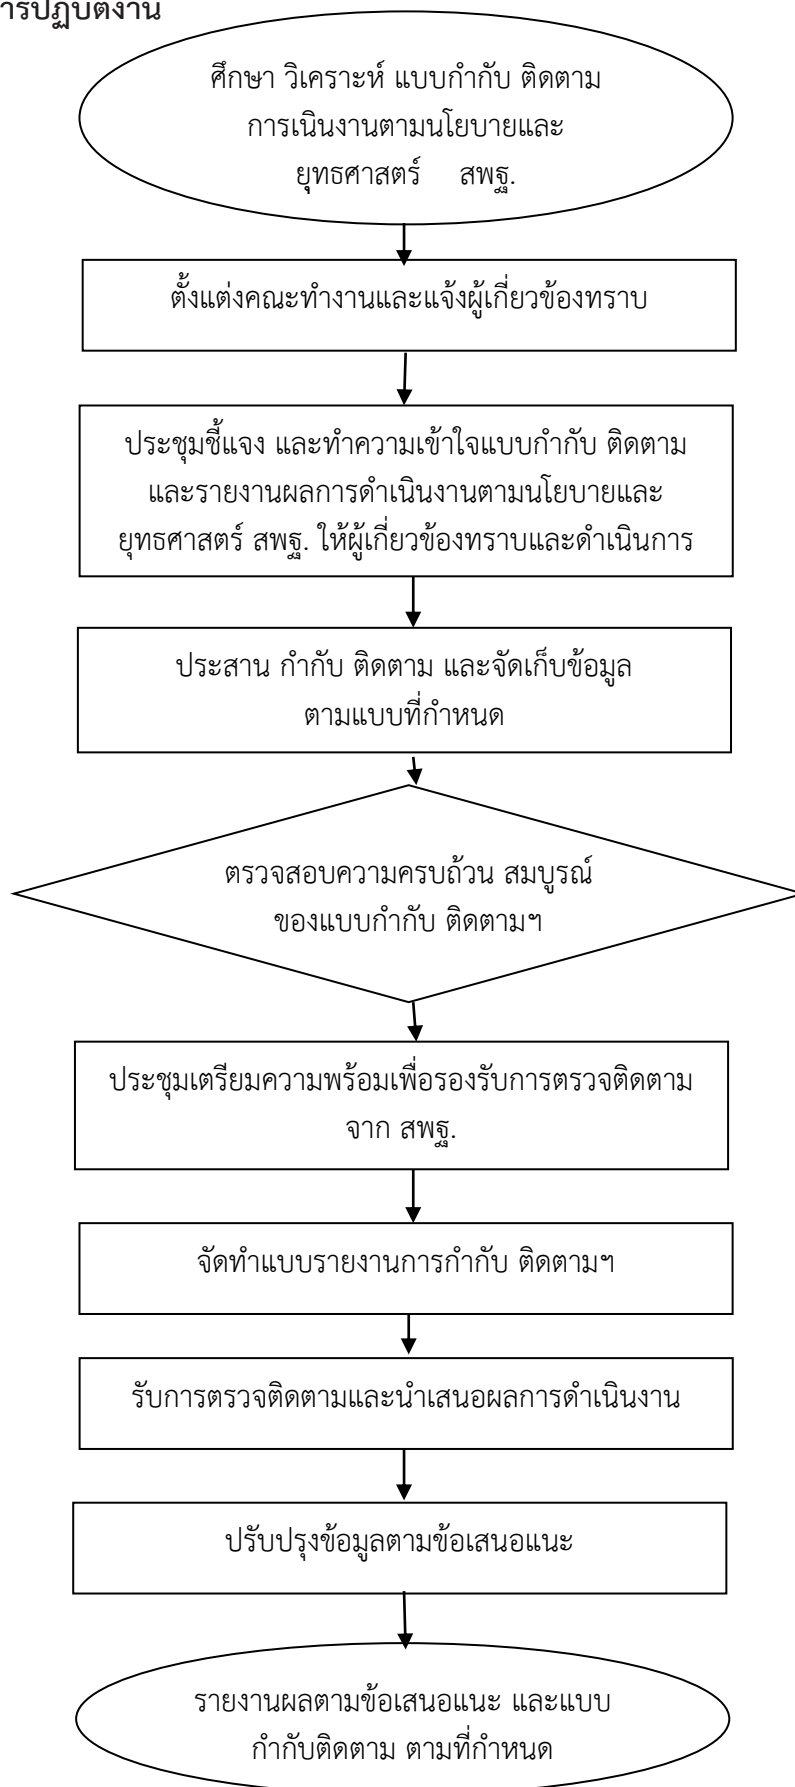 ารปฏิบัติงาน
ศึกษา วิเคราะห์ แบบกำกับ ติดตาม
การเนินงานตามนโยบายและ
ยุทธศาสตร์ สพฐ.
ตั้งแต่งคณะทำงานและแจ้งผู้เกี่ยวข้องทราบ
ประชุมชี้แจง และทำความเข้าใจแบบกำกับ ติดตาม
และรายงานผลการดำเนินงานตามนโยบายและ
ยุทธศาสตร์ สพฐ. ให้ผู้เกี่ยวข้องทราบและดำเนินการ
ประสาน กำกับ ติดตาม และจัดเก็บข้อมูล
ตามแบบที่กำหนด
ตรวจสอบความครบถ้วน สมบูรณ์
ของแบบกำกับ ติดตามฯ
ประชุมเตรียมความพร้อมเพื่อรองรับการตรวจติดตาม
จาก สพฐ.
จัดทำแบบรายงานการกำกับ ติดตามฯ
รับการตรวจติดตามและนำเสนอผลการดำเนินงาน
ปรับปรุงข้อมูลตามข้อเสนอแนะ
รายงานผลตามข้อเสนอแนะ และแบบ
กำกับติดตาม ตามที่กำหนด